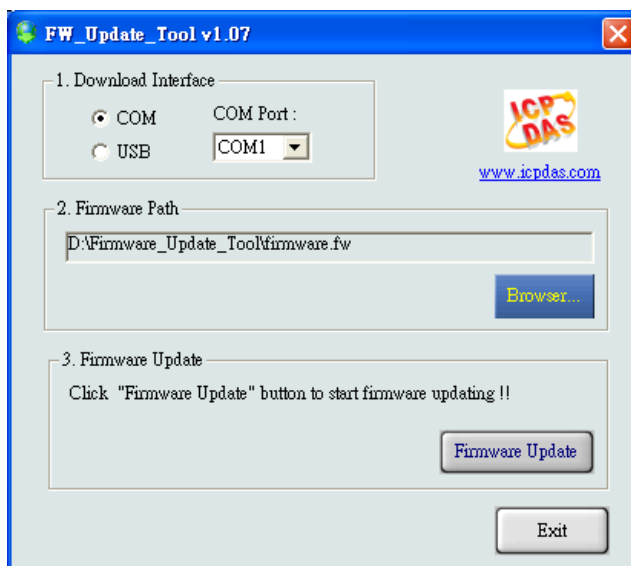 FW_Update_Tool v1.07
1. Download Interface
COM
COM Port :
USB
COM1
ICP
DAS
www.icpdas.com
2. Firmware Path
D:\Firmware_Update_Tool\firmware.fw
Browser...
3. Firmware Update
Click "Firmware Update" button to start firmware updating !!
Firmware Update
Exit